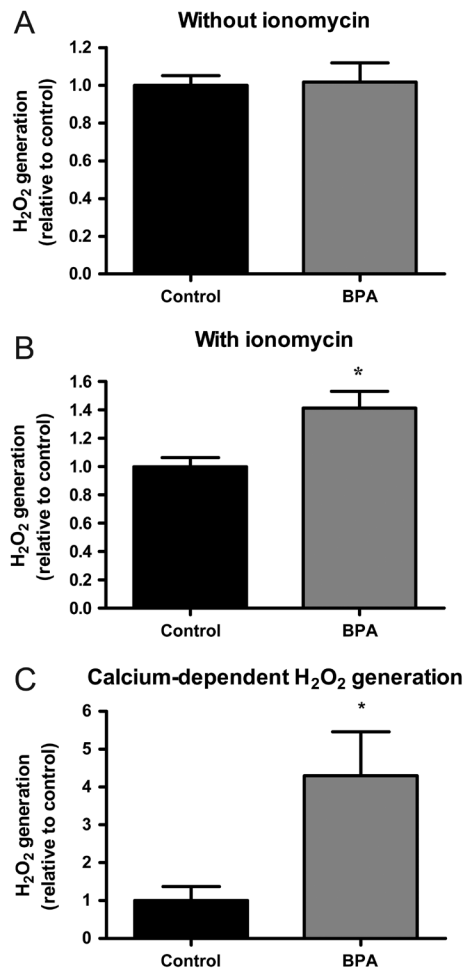 A
Without ionomycin
H₂O₂ generation
(relative to control)
1.2
1.0
0.8
0.6
0.4
0.2
0.0
Control
BPA
B
With ionomycin
*
H₂O₂ generation
(relative to control)
1.6
1.4
1.2
1.0
0.8
0.6
0.4
0.2
0.0
Control
BPA
C
Calcium-dependent H₂O₂ generation
*
H₂O₂ generation
(relative to control)
6
5
4
3
2
1
0
Control
BPA